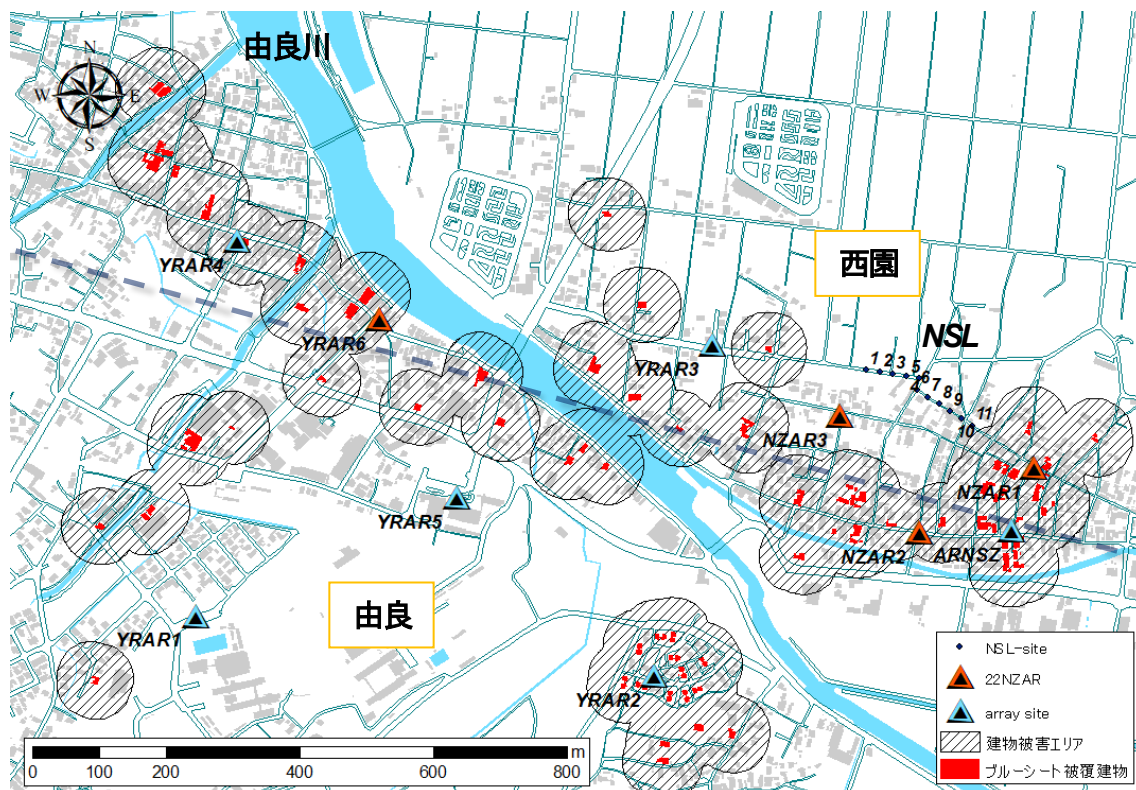 由良川
N
W E
S
西園
YRAR4
NSL
YRAR6
YRAR3
1 2 3 5
6
4 7 8 9
11
10
NZAR3
NZAR1
YRAR5
NZAR2 ARNSZ
由良
YRAR1
YRAR2
NSL-site
22NZAR
array site
建物被害エリア
ブルーシート被覆建物
m
0 100 200 400 600 800